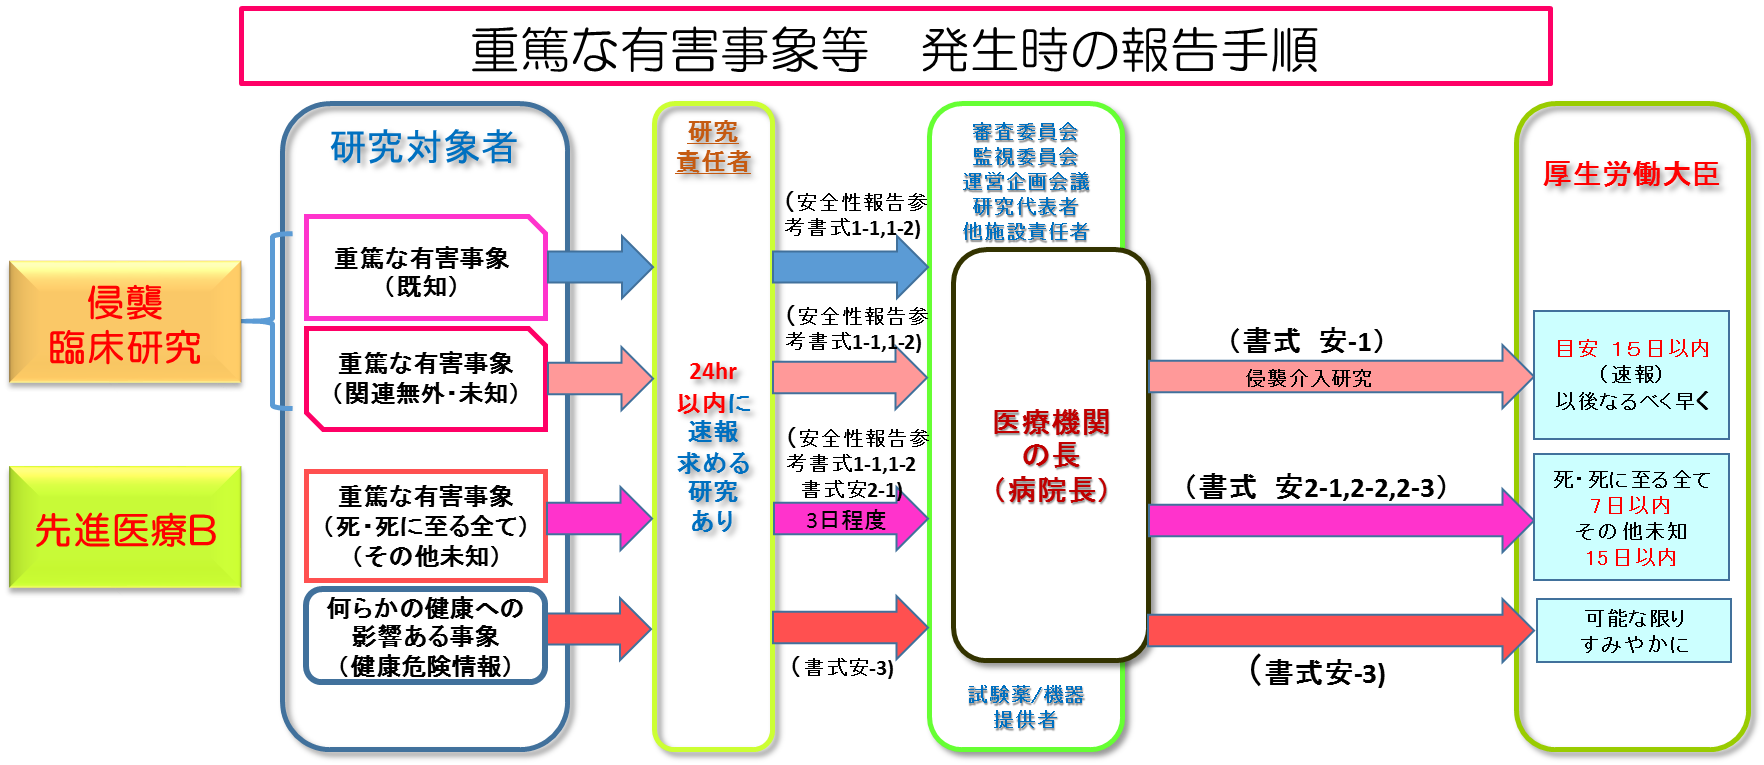 重篤な有害事象等　発生時の報告手順
侵襲
臨床研究
先進医療B
研究対象者
重篤な有害事象
（既知）
重篤な有害事象
（関連無外・未知）
重篤な有害事象
（死・死に至る全て）
（その他未知）
何らかの健康への
影響ある事象
（健康危険情報）
研究
責任者
24hr
以内に
速報
求める
研究
あり
（安全性報告参
考書式1-1,1-2)
（安全性報告参
考書式1-1,1-2)
（安全性報告参
考書式1-1,1-2
書式安2-1)
3日程度
（書式安-3)
審査委員会
監視委員会
運営企画会議
研究代表者
他施設責任者
医療機関
の長
（病院長）
試験薬/機器
提供者
（書式　安-1）
侵襲介入研究
（書式　安2-1,2-2,2-3）
（書式安-3)
厚生労働大臣
目安 １５日以内
（速報）
以後なるべく早く
死・死に至る全て
7日以内
その他未知
15日以内
可能な限り
すみやかに